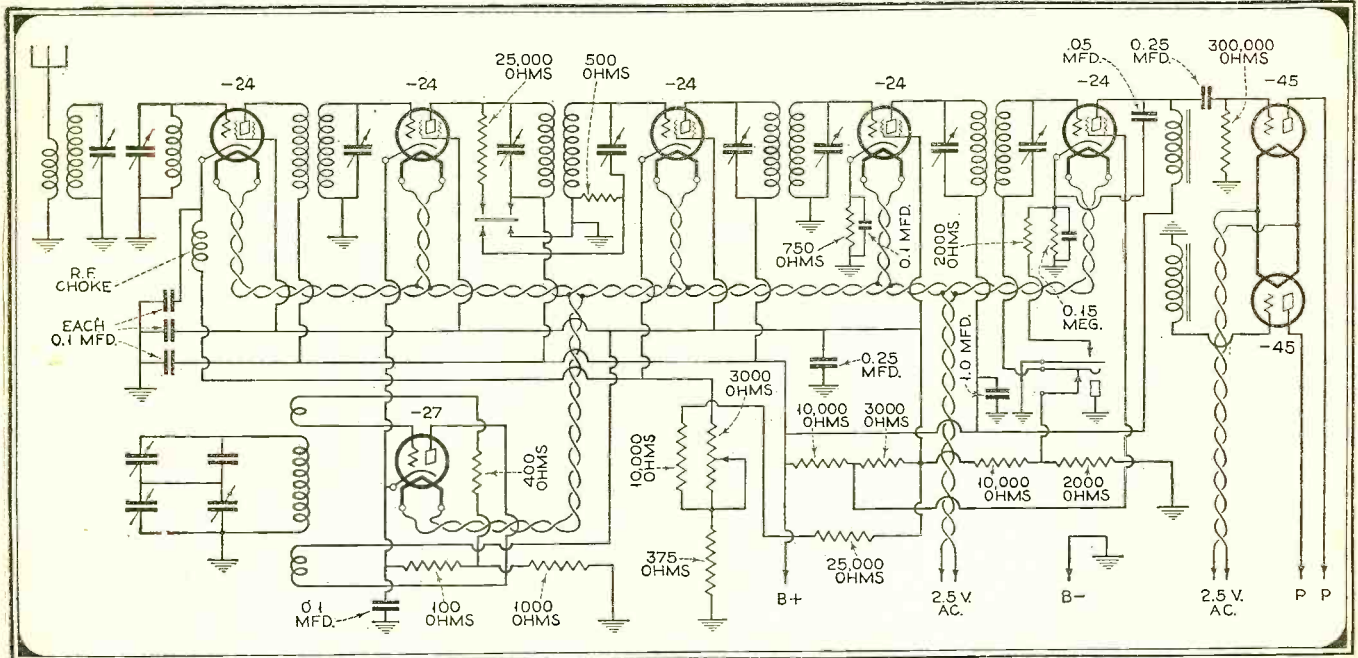 -24
-24
-24
-24
-24
-45
25,000
OHMS
500
OHMS
.05
MFD.
0.25
MFD.
300,000
OHMS
R.F.
CHOKE
750
OHMS
0.1 MFD.
2000
OHMS
0.15
MEG.
-45
EACH
0.1 MFD.
0.25
MFD.
1.0 MFD.
3000
OHMS
-27
400
OHMS
10,000
OHMS
10,000
OHMS
3000
OHMS
10,000
OHMS
2000
OHMS
375
OHMS
25,000
OHMS
0.1
MFD.
100
OHMS
1000
OHMS
B+
2.5 V.
AC.
B-
2.5 V.
AC.
P P